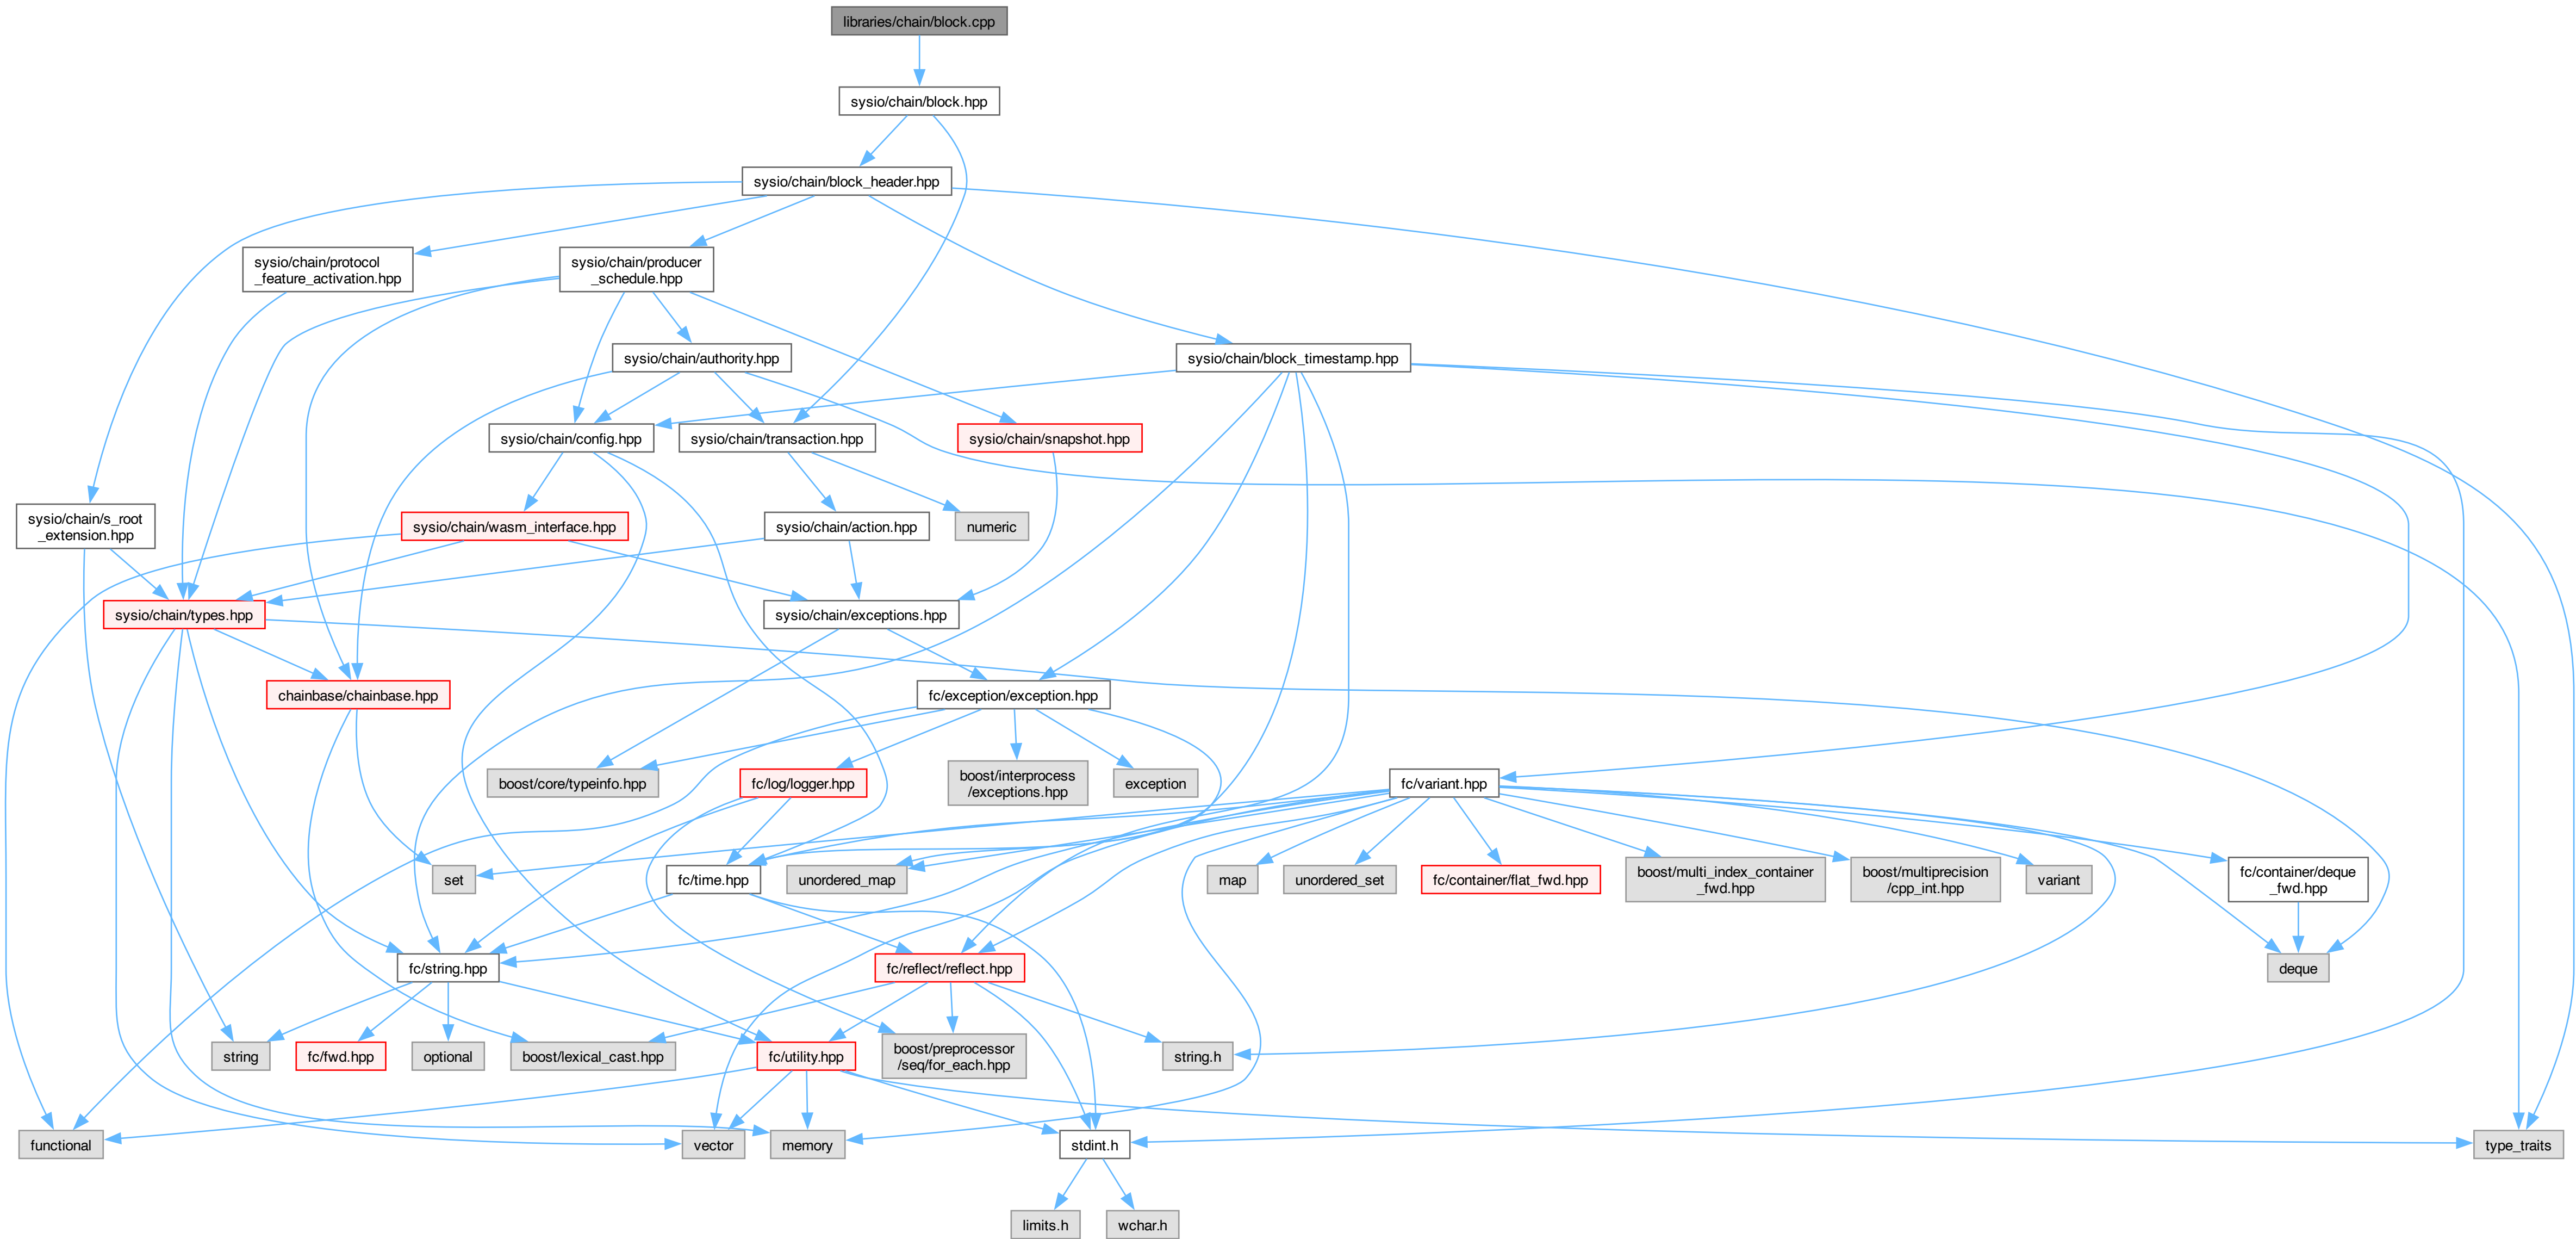 libraries/chain/block.cpp
sysio/chain/block.hpp
sysio/chain/block_header.hpp
sysio/chain/protocol
_feature_activation.hpp
sysio/chain/producer
_schedule.hpp
sysio/chain/authority.hpp
sysio/chain/block_timestamp.hpp
sysio/chain/config.hpp
sysio/chain/transaction.hpp
sysio/chain/snapshot.hpp
sysio/chain/s_root
_extension.hpp
sysio/chain/wasm_interface.hpp
sysio/chain/action.hpp
numeric
sysio/chain/types.hpp
sysio/chain/exceptions.hpp
chainbase/chainbase.hpp
fc/exception/exception.hpp
boost/core/typeinfo.hpp
fc/log/logger.hpp
boost/interprocess
/exceptions.hpp
exception
fc/variant.hpp
set
fc/time.hpp
unordered_map
map
unordered_set
fc/container/flat_fwd.hpp
boost/multi_index_container
_fwd.hpp
boost/multiprecision
/cpp_int.hpp
variant
fc/container/deque
_fwd.hpp
fc/string.hpp
fc/reflect/reflect.hpp
deque
string
fc/fwd.hpp
optional
boost/lexical_cast.hpp
fc/utility.hpp
boost/preprocessor
/seq/for_each.hpp
string.h
functional
vector
memory
stdint.h
type_traits
limits.h
wchar.h